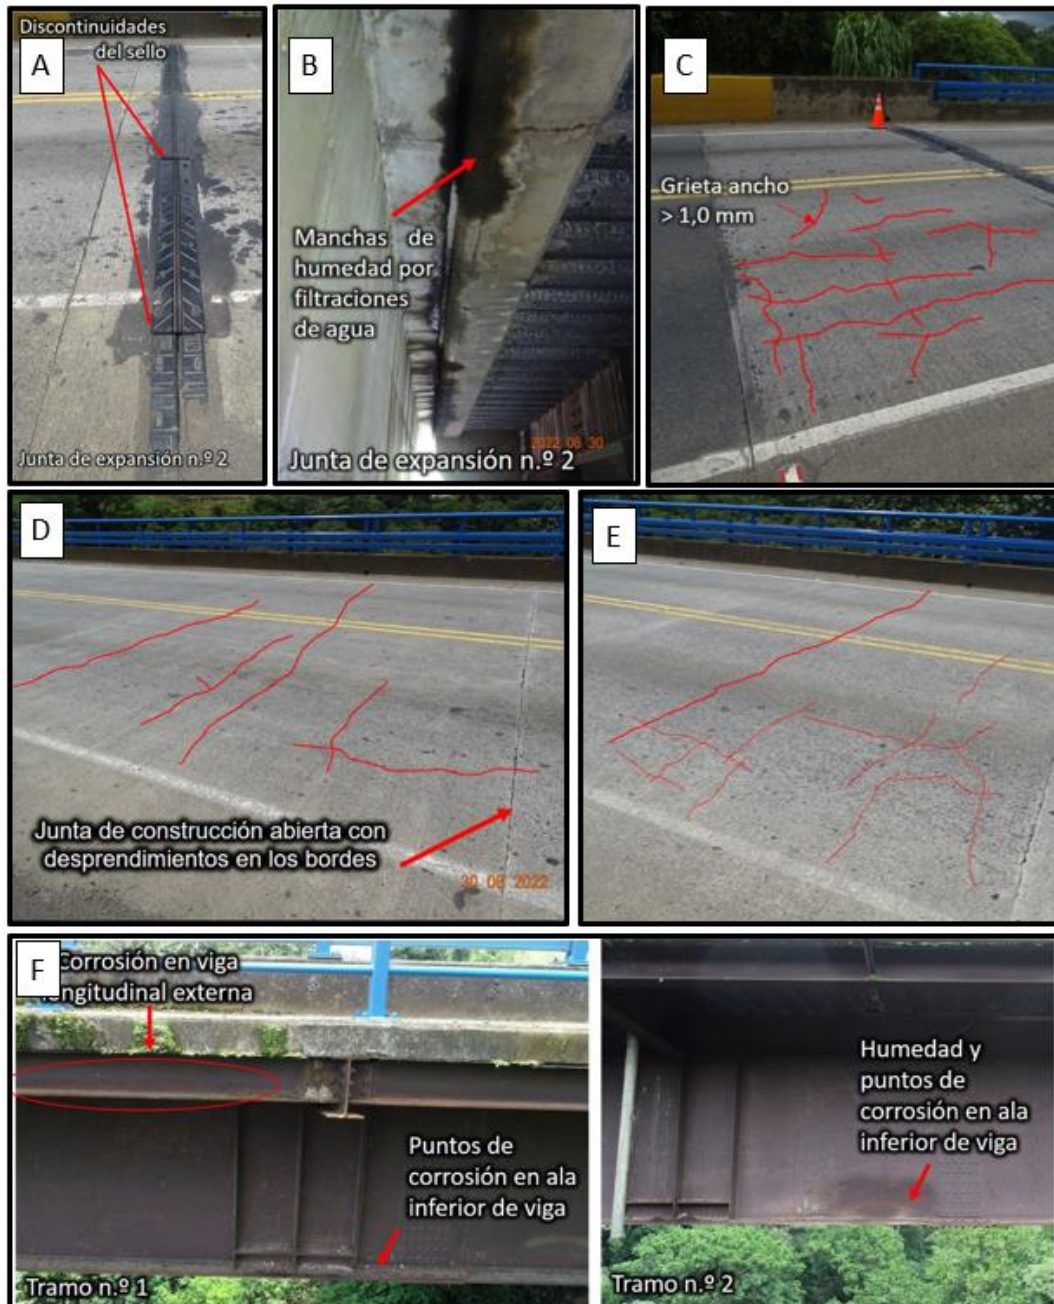 A
Discontinuidades
del sello
Junta de expansión n.º 2
B
Manchas de
humedad por
filtraciones
de agua
2022 08 30
Junta de expansión n.º 2
C
Grieta ancho
> 1,0 mm
D
Junta de construcción abierta con
desprendimientos en los bordes
30 08 2022
E
F
Corrosión en viga
longitudinal externa
Puntos de
corrosión en ala
inferior de viga
Tramo n.º 1
Humedad y
puntos de
corrosión en ala
inferior de viga
Tramo n.º 2